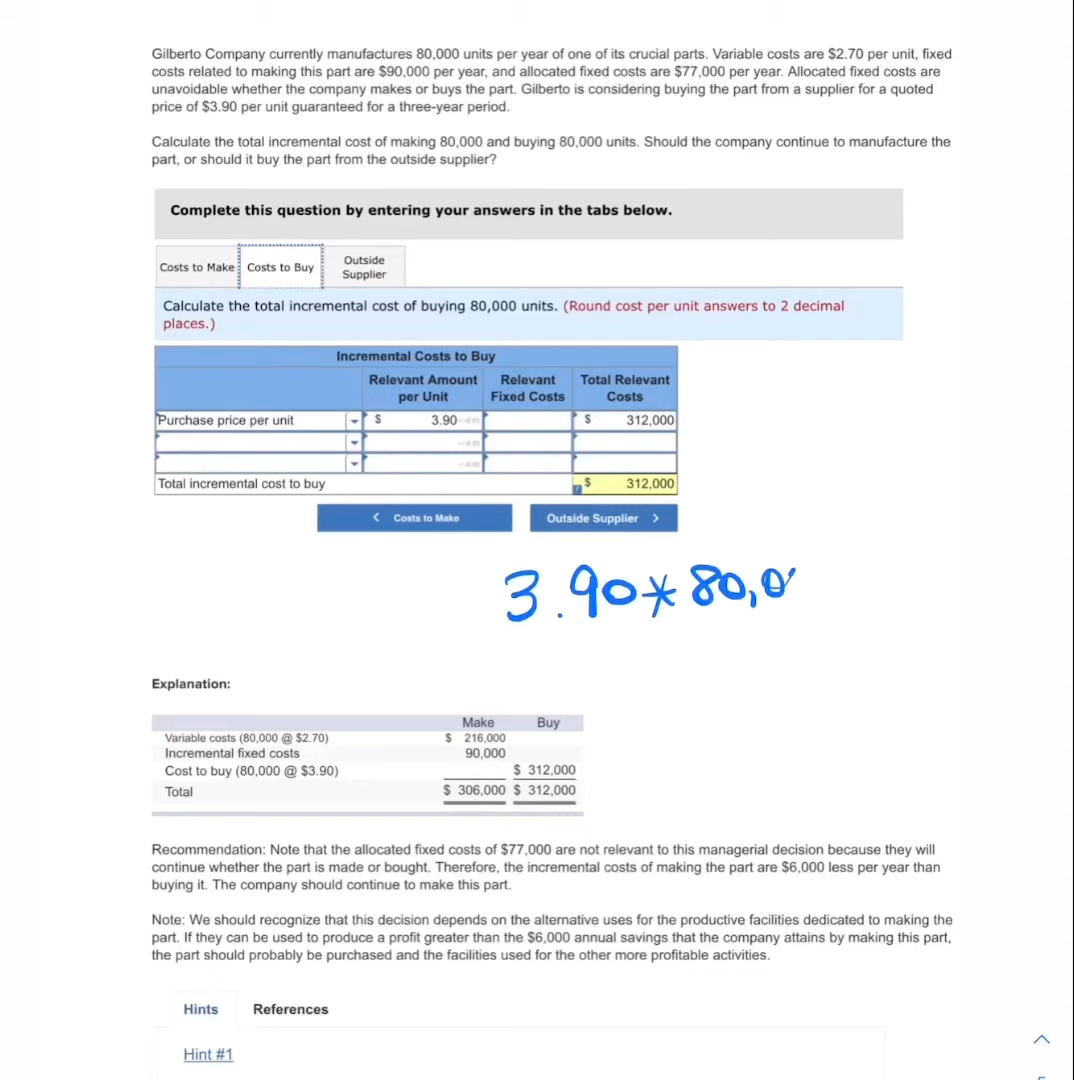 Gilberto Company currently manufactures 80,000 units per year of one of its crucial parts. Variable costs are $2.70 per unit, fixed
costs related to making this part are $90,000 per year, and allocated fixed costs are $77,000 per year. Allocated fixed costs are
unavoidable whether the company makes or buys the part. Gilberto is considering buying the part from a supplier for a quoted
price of $3.90 per unit guaranteed for a three-year period.
Calculate the total incremental cost of making 80,000 and buying 80,000 units. Should the company continue to manufacture the
part, or should it buy the part from the outside supplier?
Complete this question by entering your answers in the tabs below.
Costs to Make Costs to Buy Outside Supplier
Calculate the total incremental cost of buying 80,000 units. (Round cost per unit answers to 2 decimal
places.)
Incremental Costs to Buy
Relevant Amount per Unit Relevant Fixed Costs Total Relevant Costs
Purchase price per unit $ 3.90 $ 312,000
Total incremental cost to buy $ 312,000
< Costs to Make Outside Supplier >
3.90*80,0
Explanation:
Make Buy
Variable costs (80,000 @ $2.70) $ 216,000
Incremental fixed costs 90,000
Cost to buy (80,000 @ $3.90) $ 312,000
Total $ 306,000 $ 312,000
Recommendation: Note that the allocated fixed costs of $77,000 are not relevant to this managerial decision because they will
continue whether the part is made or bought. Therefore, the incremental costs of making the part are $6,000 less per year than
buying it. The company should continue to make this part.
Note: We should recognize that this decision depends on the alternative uses for the productive facilities dedicated to making the
part. If they can be used to produce a profit greater than the $6,000 annual savings that the company attains by making this part,
the part should probably be purchased and the facilities used for the other more profitable activities.
Hints References
Hint #1